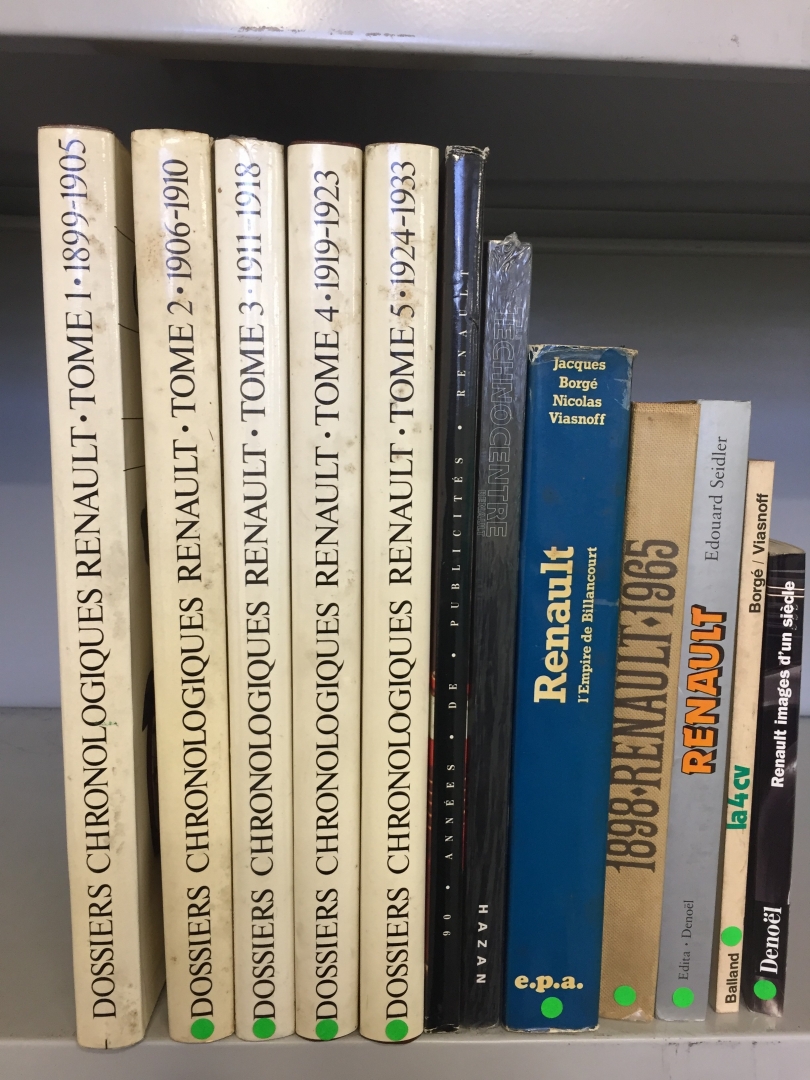 DOSSIERS CHRONOLOGIQUES RENAULT • TOME 1 • 1899-1905
DOSSIERS CHRONOLOGIQUES RENAULT • TOME 2 • 1906-1910
DOSSIERS CHRONOLOGIQUES RENAULT • TOME 3 • 1911-1918
DOSSIERS CHRONOLOGIQUES RENAULT • TOME 4 • 1919-1923
DOSSIERS CHRONOLOGIQUES RENAULT • TOME 5 • 1924-1933
90 • ANNÉES • DE • PUBLICITÉS • RENAULT
TECHNOCENTRE
HAZAN
Jacques
Borgé
Nicolas
Viasnoff
Renault
l'Empire de Billancourt
e.p.a.
1898•RENAULT•1965
Edouard Seidler
RENAULT
Edita • Denoël
Borgé / Viasnoff
la 4 cv
Balland
Renault images d'un siècle
Denoël